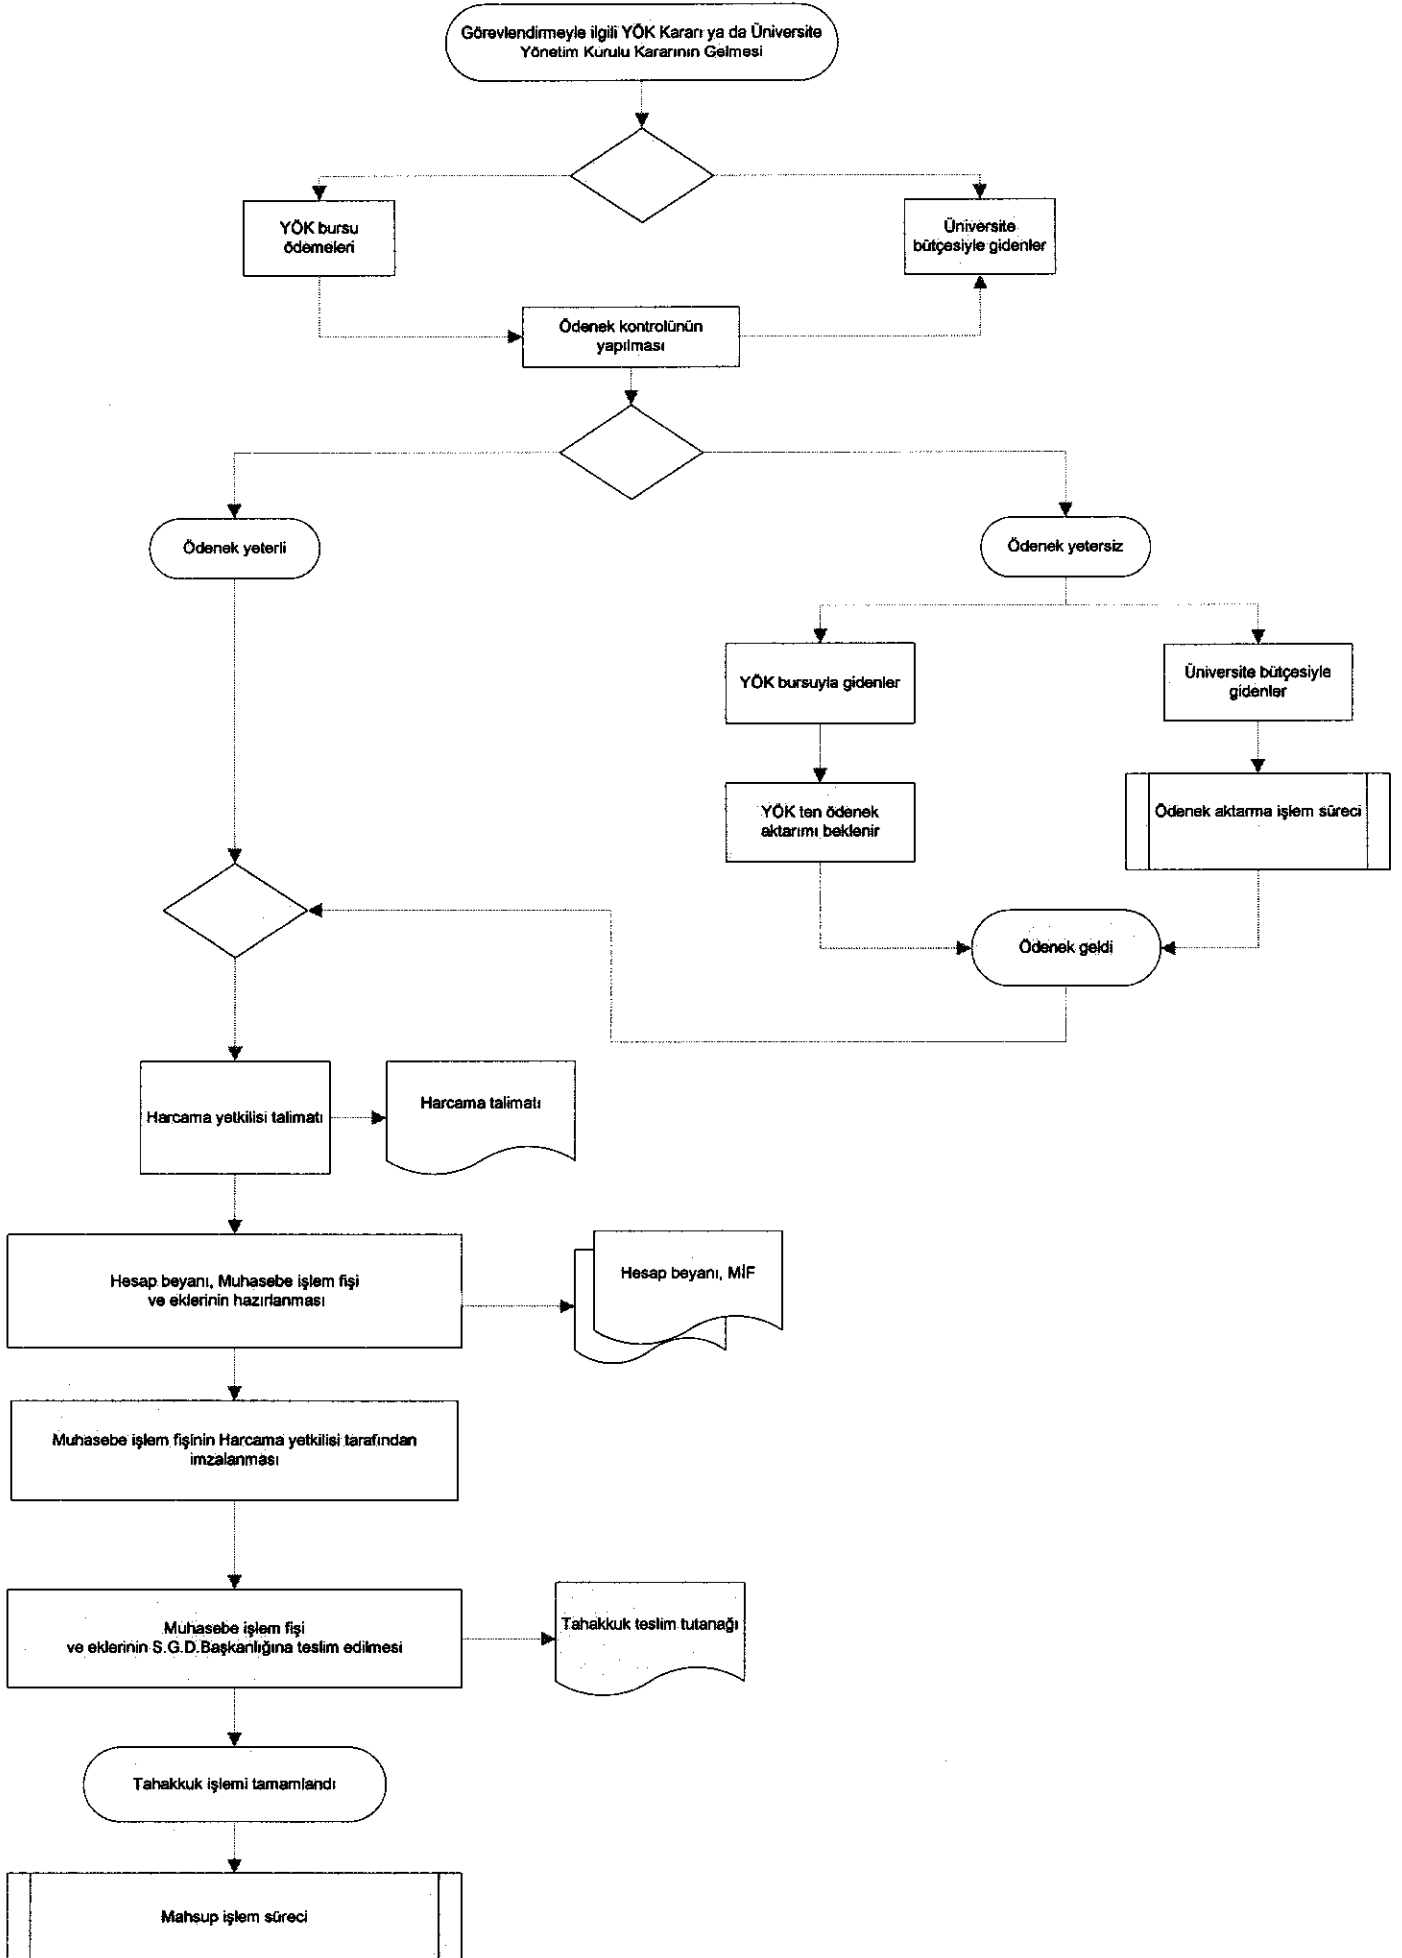 Görevlendirmeyle ilgili YÖK Kararı ya da Üniversite
Yönetim Kurulu Kararının Gelmesi
YÖK bursu
ödemeleri
Üniversite
bütçesiyle gidenler
Ödenek kontrolünün
yapılması
Ödenek yeterli
Ödenek yetersiz
YÖK bursuyla gidenler
Üniversite bütçesiyle
gidenler
YÖK ten ödenek
aktarımı beklenir
Ödenek aktarma işlem süreci
Ödenek geldi
Harcama yetkilisi talimatı
Harcama talimatı
Hesap beyanı, Muhasebe işlem fişi
ve eklerinin hazırlanması
Hesap beyanı, MİF
Muhasebe işlem fişinin Harcama yetkilisi tarafından
imzalanması
Muhasebe işlem fişi
ve eklerinin S.G.D.Başkanlığına teslim edilmesi
Tahakkuk teslim tutanağı
Tahakkuk işlemi tamamlandı
Mahsup işlem süreci